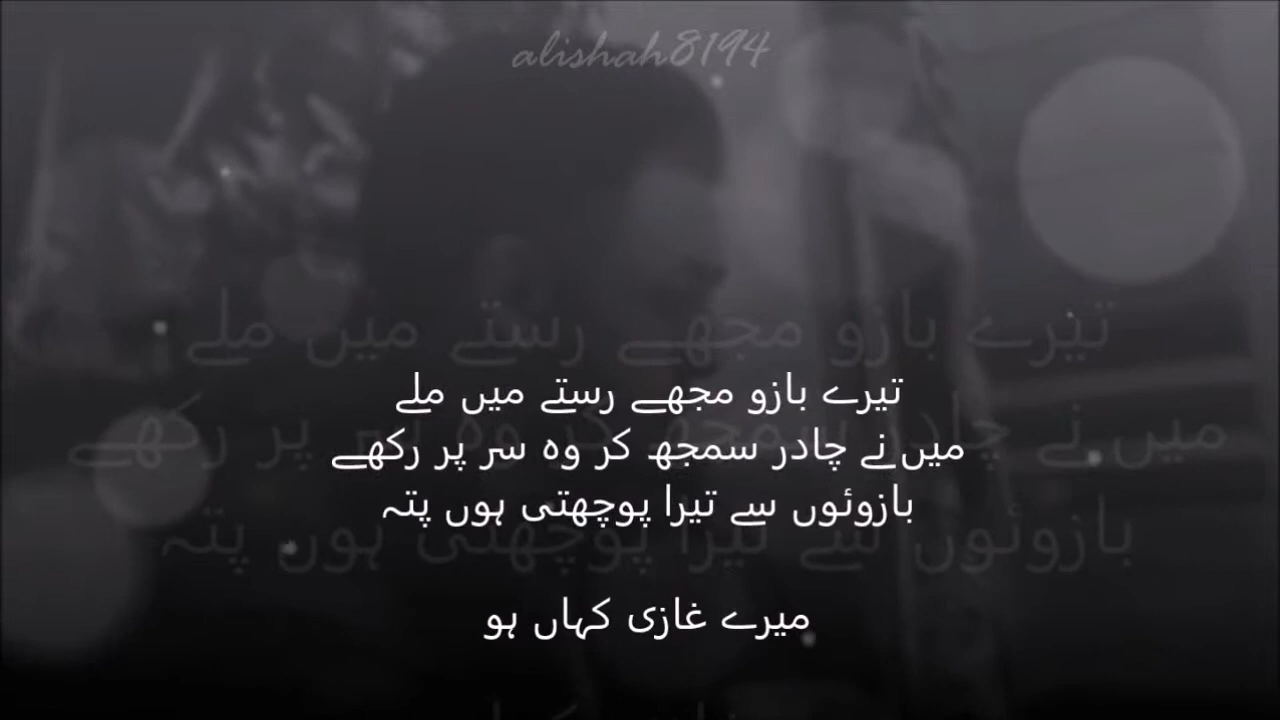 alishah8194
تیرے بازو مجھے رستے میں ملے
میں نے چادر سمجھ کر وہ سر پر رکھے
بازوئوں سے تیرا پوچھتی ہوں پتہ
میرے غازی کہاں ہو